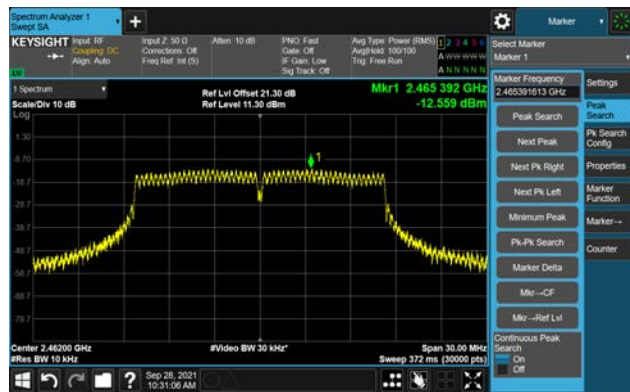 Spectrum Analyzer 1
Swept SA
Marker
KEYSIGHT
Input: RF
Coupling: DC
Align: Auto
Input Z: 50 Ω
Corrections: Off
Freq Ref: Int (S)
Atten: 10 dB
PNO: Fast
Gate: Off
IF Gain: Low
Sig Track: Off
Avg Type: Power (RMS)
Avg|Hold: 100/100
Trig: Free Run
1 2 3 4 5 6
A W W W W W
A N N N N N
Select Marker
Marker 1
1 Spectrum
Scale/Div 10 dB
Log
Ref Lvl Offset 21.30 dB
Ref Level 11.30 dBm
Mkr1 2.465 392 GHz
-12.559 dBm
1.30
-8.70
-18.7
-28.7
-38.7
-48.7
-58.7
-68.7
-78.7
1
Center 2.46200 GHz
#Res BW 10 kHz
#Video BW 30 kHz*
Span 30.00 MHz
Sweep 372 ms (30000 pts)
Marker Frequency
2.465391613 GHz
Peak Search
Next Peak
Next Pk Right
Next Pk Left
Minimum Peak
Pk-Pk Search
Marker Delta
Mkr→CF
Mkr→Ref Lvl
Continuous Peak
Search
On
Off
Settings
Peak
Search
Pk Search
Config
Properties
Marker
Function
Marker→
Counter
?
Sep 28, 2021
10:31:06 AM